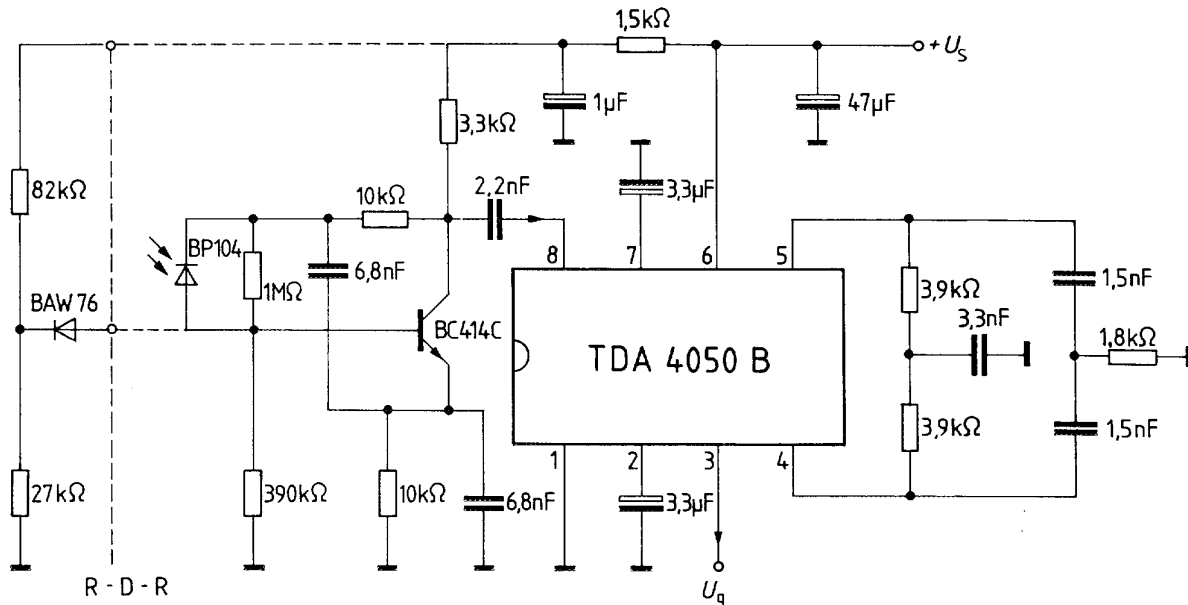 1,5kΩ
+U_S
1µF
47µF
3,3kΩ
82kΩ
10kΩ
2,2nF
3,3µF
BP104
1MΩ
6,8nF
8
7
6
5
3,9kΩ
1,5nF
BAW 76
BC414C
TDA 4050 B
3,3nF
1,8kΩ
3,9kΩ
1,5nF
1
2
3
4
27kΩ
390kΩ
10kΩ
6,8nF
3,3µF
R - D - R
U_q